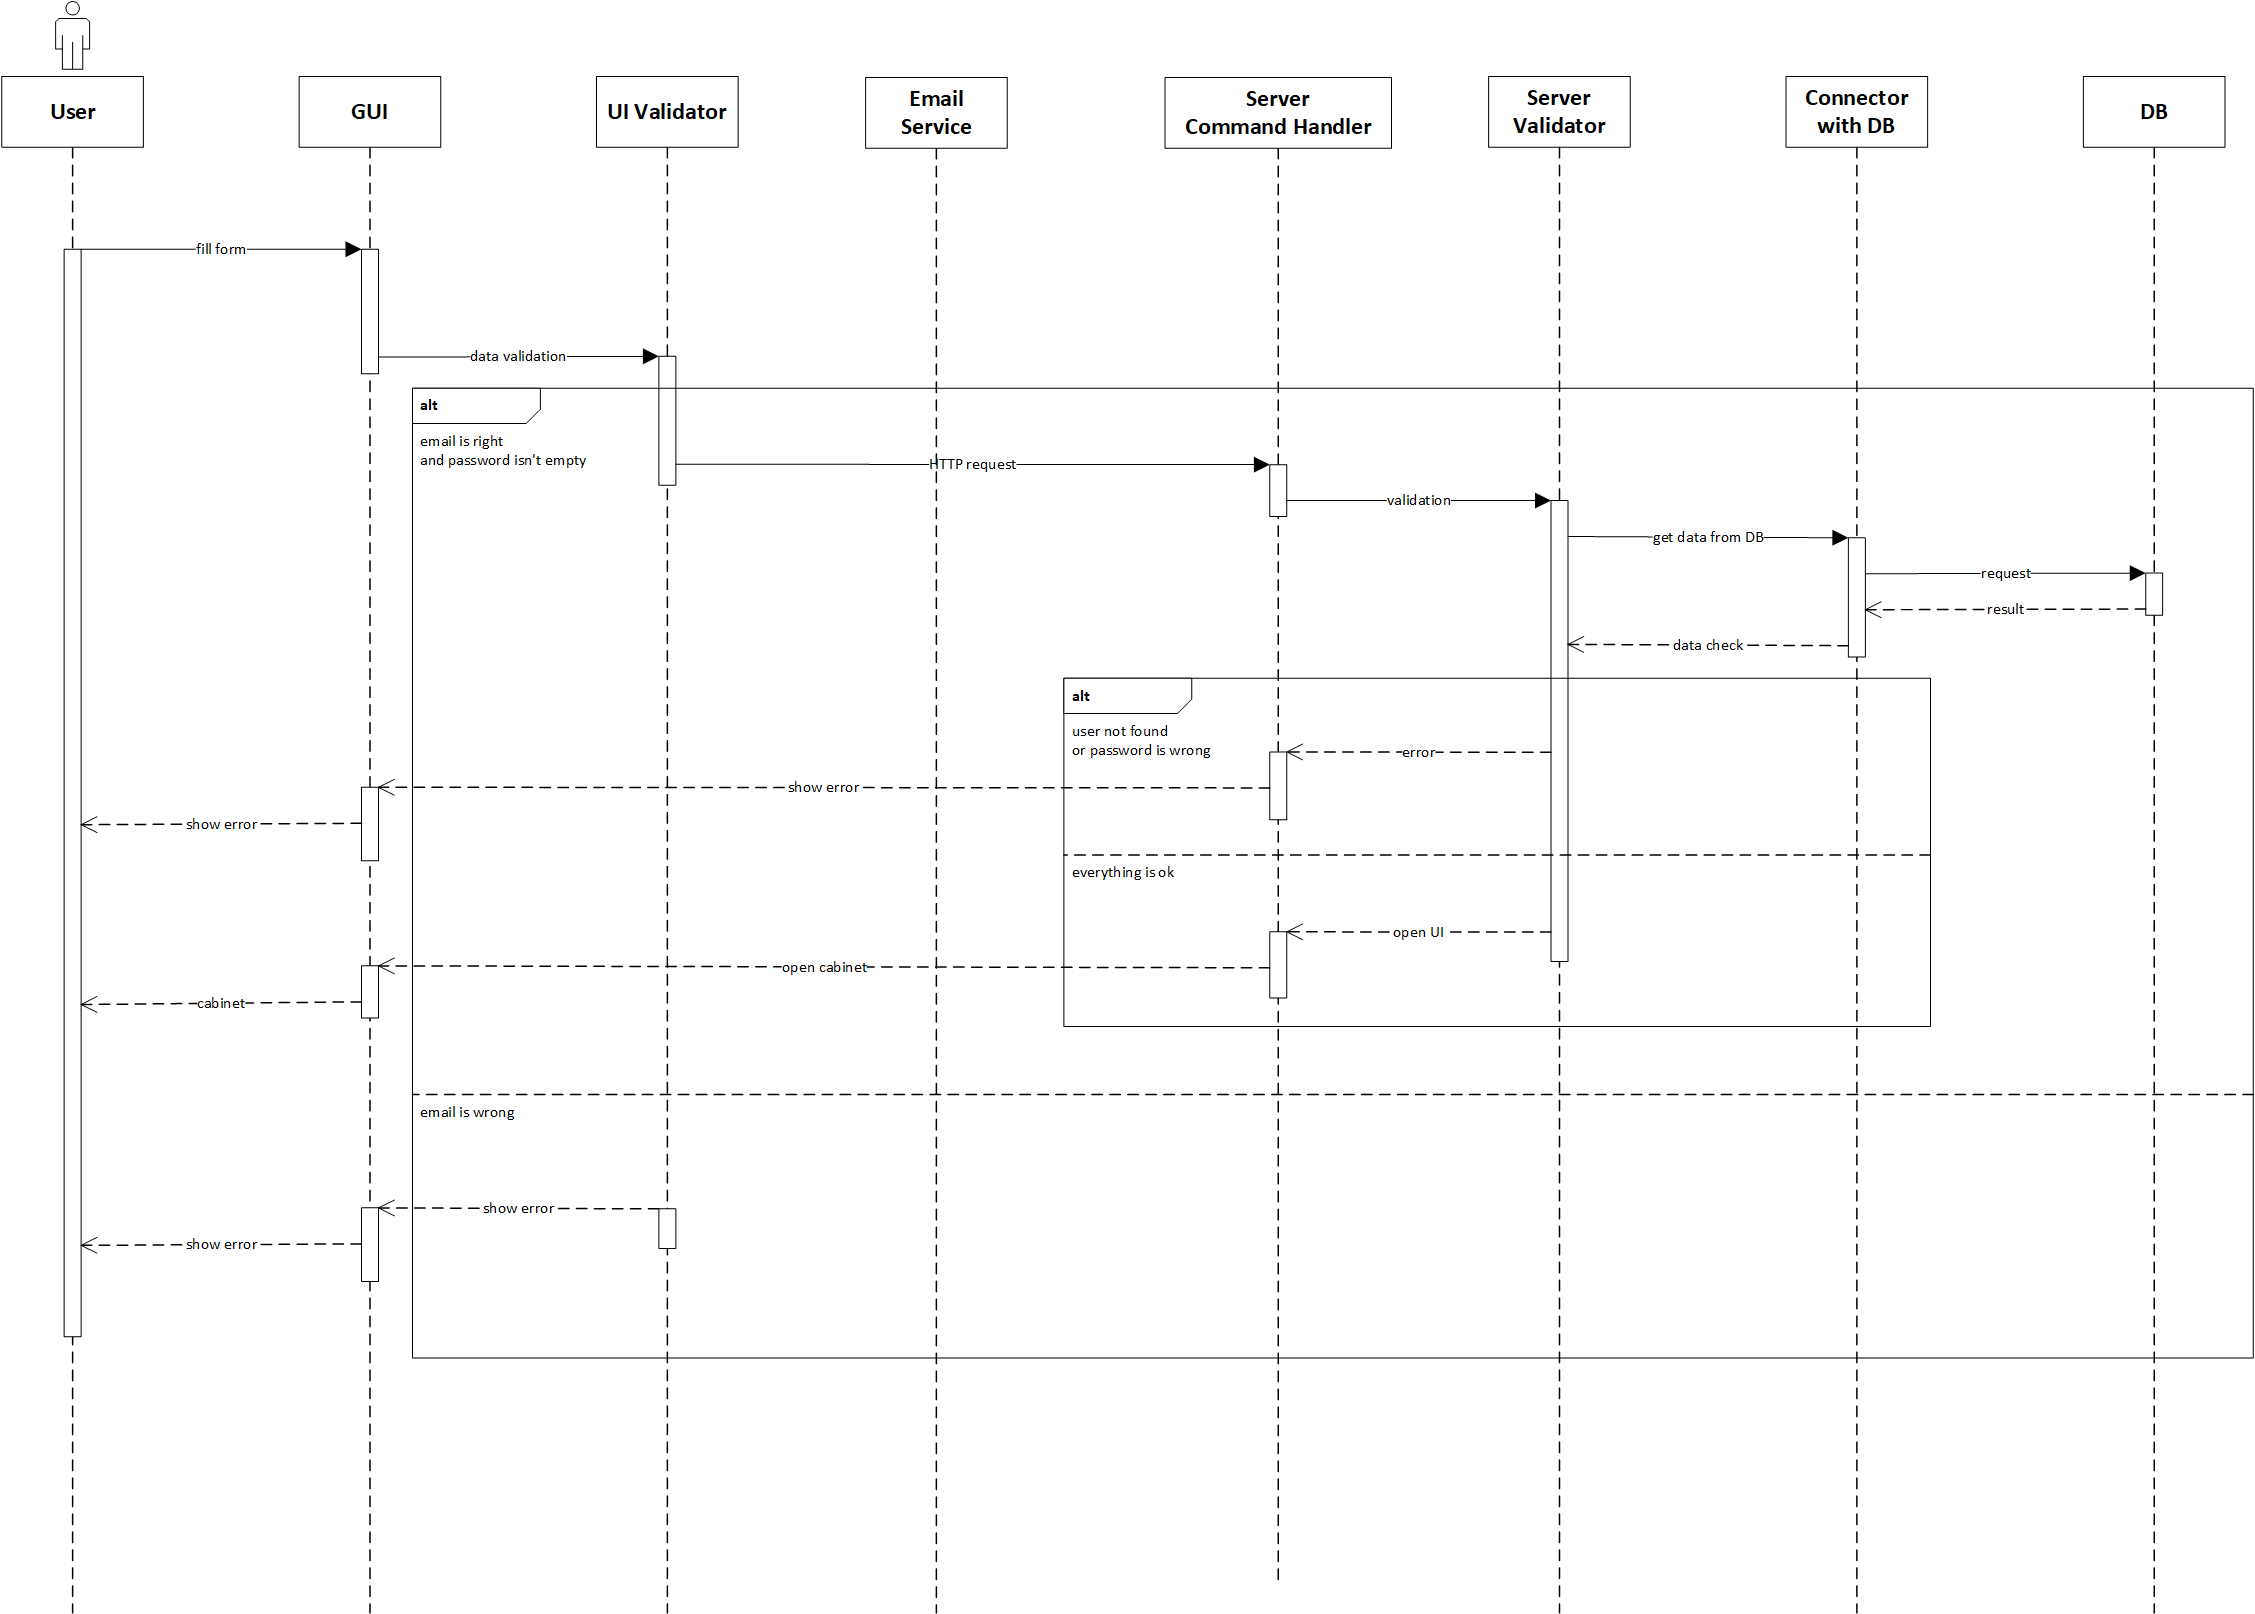 User
GUI
UI Validator
Email
Service
Server
Command Handler
Server
Validator
Connector
with DB
DB
fill form
data validation
alt
email is right
and password isn't empty
HTTP request
validation
get data from DB
request
result
data check
alt
user not found
or password is wrong
error
show error
show error
everything is ok
open UI
open cabinet
cabinet
email is wrong
show error
show error